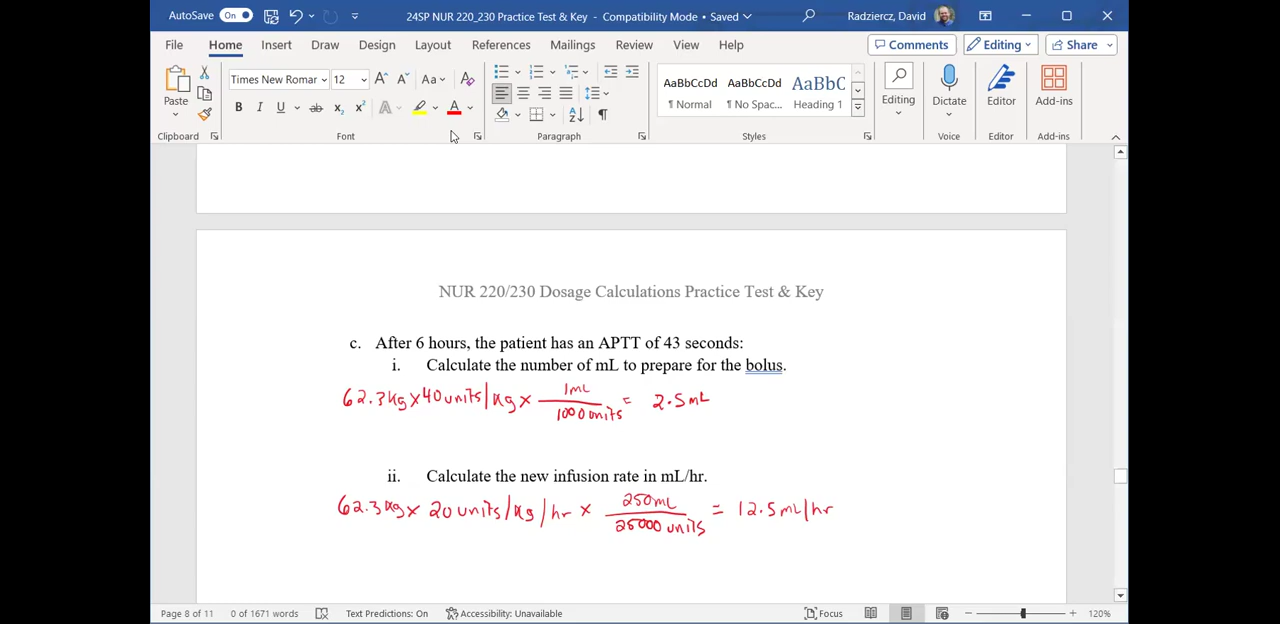 AutoSave On 24SP NUR 220_230 Practice Test & Key - Compatibility Mode • Saved Radziercz, David
File Home Insert Draw Design Layout References Mailings Review View Help Comments Editing Share
Times New Romar 12 A A Aa A AaBbCcDd AaBbCcDd AaBbC
Paste B I U ab x₂ x² A A Normal No Spac... Heading 1 Editing Dictate Editor Add-ins
Clipboard Font Paragraph Styles Voice Editor Add-ins
NUR 220/230 Dosage Calculations Practice Test & Key
c. After 6 hours, the patient has an APTT of 43 seconds:
i. Calculate the number of mL to prepare for the bolus.
62.3kg x 40 units/kg x 1mL / 1000 units = 2.5mL
ii. Calculate the new infusion rate in mL/hr.
62.3kg x 20 units/kg/hr x 250mL / 25000 units = 12.5mL/hr
Page 8 of 11 0 of 1671 words Text Predictions: On Accessibility: Unavailable Focus 120%